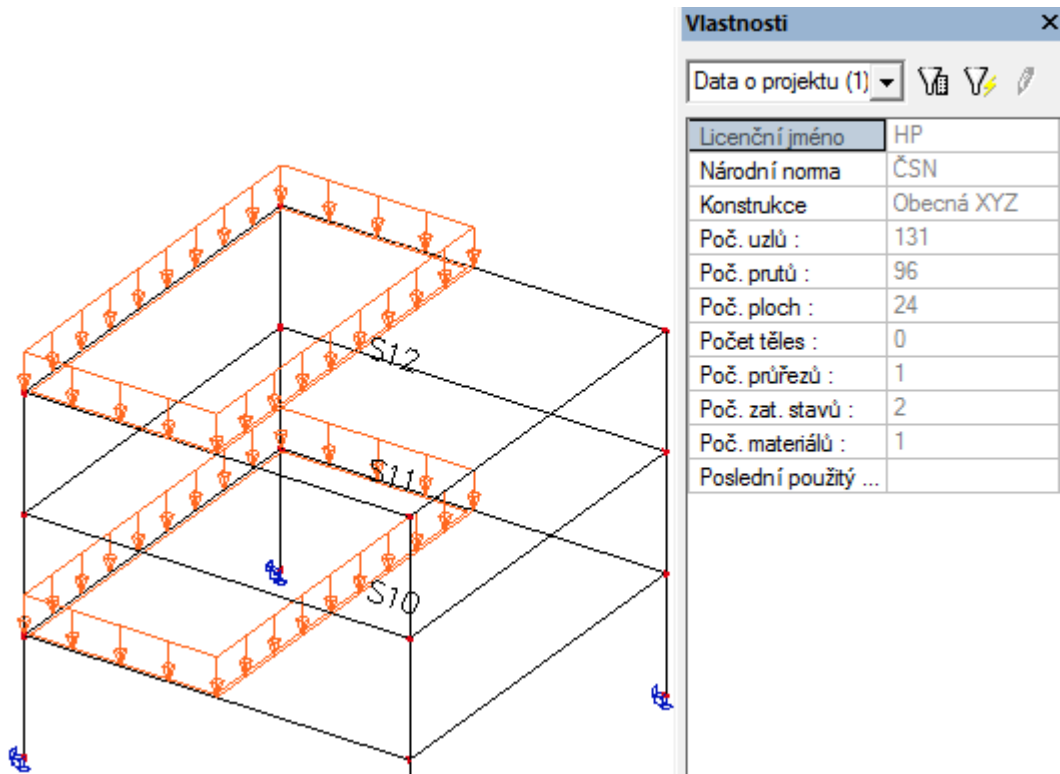 Vlastnosti
Data o projektu (1)
Licenční jméno HP
Národní norma ČSN
Konstrukce Obecná XYZ
Poč. uzlů : 131
Poč. prutů : 96
Poč. ploch : 24
Počet těles : 0
Poč. průřezů : 1
Poč. zat. stavů : 2
Poč. materiálů : 1
Poslední použitý ...
S12
S11
S10